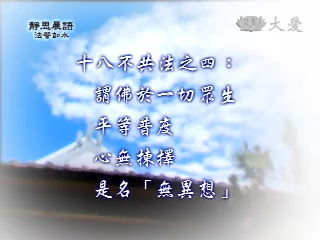 靜思晨語
法譬如水
大愛
十八不共法之四：
謂佛於一切眾生
平等普度
心無揀擇
是名「無異想」